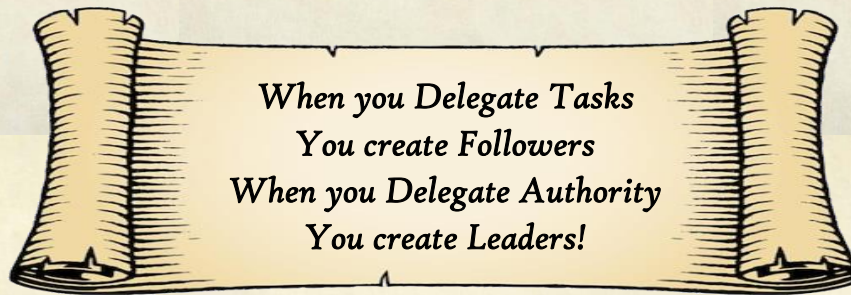 When you Delegate Tasks
You create Followers
When you Delegate Authority
You create Leaders!